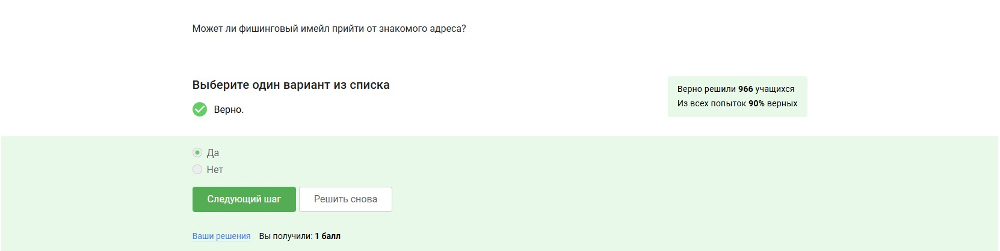 Может ли фишинговый имейл прийти от знакомого адреса?
Выберите один вариант из списка
Верно.
Верно решили 966 учащихся
Из всех попыток 90% верных
Да
Нет
Следующий шаг
Решить снова
Ваши решения Вы получили: 1 балл